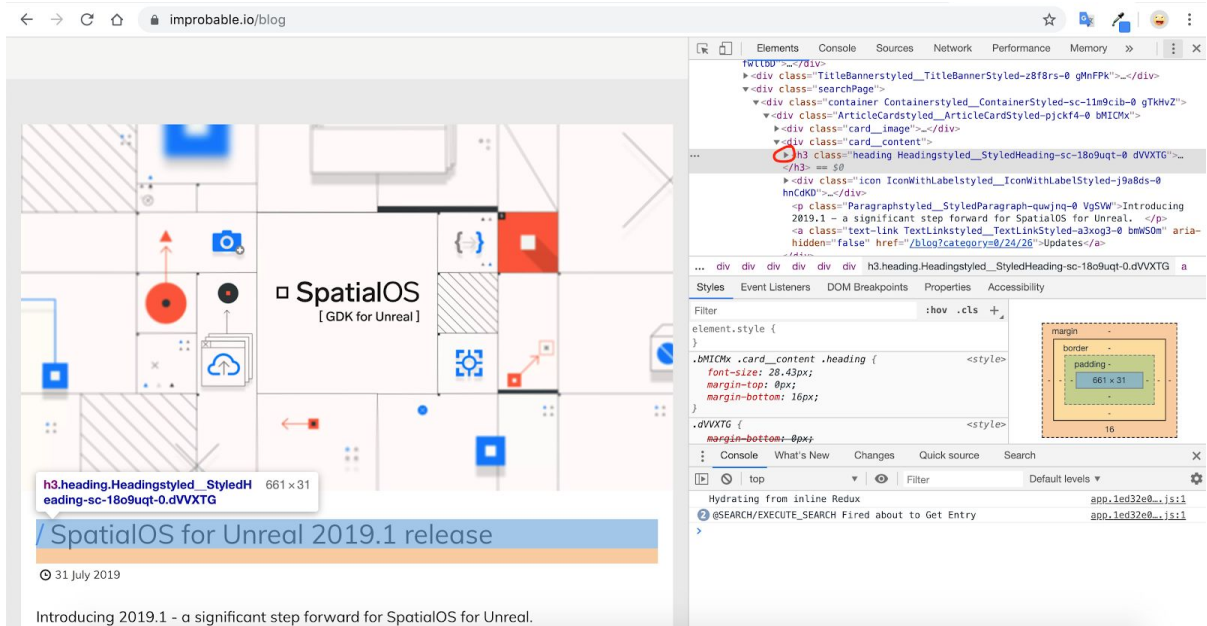 improbable.io/blog
SpatialOS
[GDK for Unreal]
h3.heading.Headingstyled__StyledH
eading-sc-18o9uqt-0.dVVXTG
661 × 31
/ SpatialOS for Unreal 2019.1 release
31 July 2019
Introducing 2019.1 - a significant step forward for SpatialOS for Unreal.
Elements Console Sources Network Performance Memory »
fwllbD">…</div>
▶<div class="TitleBannerstyled__TitleBannerStyled-z8f8rs-0 gMnFPk">…</div>
▼<div class="searchPage">
▼<div class="container Containerstyled__ContainerStyled-sc-11m9cib-0 gTkHvZ">
▼<div class="ArticleCardstyled__ArticleCardStyled-pjckf4-0 bMICMx">
▶<div class="card__image">…</div>
▼<div class="card__content">
… ▶<h3 class="heading Headingstyled__StyledHeading-sc-18o9uqt-0 dVVXTG">…
</h3> == $0
▶<div class="icon IconWithLabelstyled__IconWithLabelStyled-j9a8ds-0
hnCdKD">…</div>
<p class="Paragraphstyled__StyledParagraph-quwjnq-0 VgSVW">Introducing
2019.1 - a significant step forward for SpatialOS for Unreal. </p>
<a class="text-link TextLinkstyled__TextLinkStyled-a3xog3-0 bmWSOm" aria-
hidden="false" href="/blog?category=0/24/26">Updates</a>
</div>
… div div div div div div h3.heading.Headingstyled__StyledHeading-sc-18o9uqt-0.dVVXTG a
Styles Event Listeners DOM Breakpoints Properties Accessibility
Filter :hov .cls +
element.style {
}
.bMICMx .card__content .heading { <style>
font-size: 28.43px;
margin-top: 0px;
margin-bottom: 16px;
}
.dVVXTG { <style>
margin-bottom: 0px;
margin -
border -
padding -
661 × 31
-
-
16
Console What's New Changes Quick source Search
top Filter Default levels ▼
Hydrating from inline Redux app.1ed32e0….js:1
2 @SEARCH/EXECUTE_SEARCH Fired about to Get Entry app.1ed32e0….js:1
>